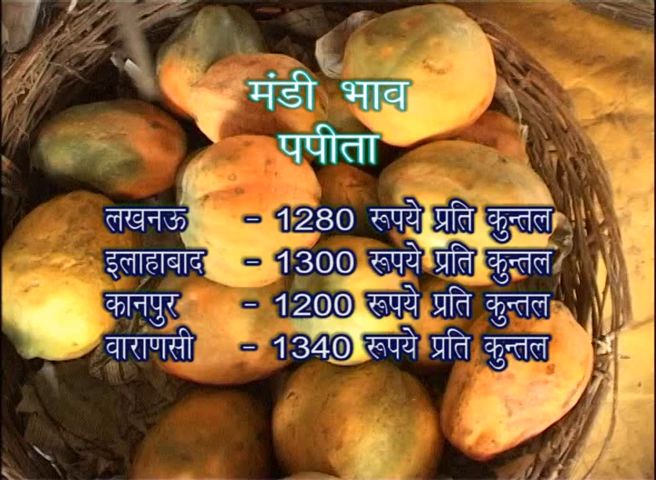 मंडी भाव
पपीता
लखनऊ - 1280 रूपये प्रति कुन्तल
इलाहाबाद - 1300 रूपये प्रति कुन्तल
कानपुर - 1200 रूपये प्रति कुन्तल
वाराणसी - 1340 रूपये प्रति कुन्तल